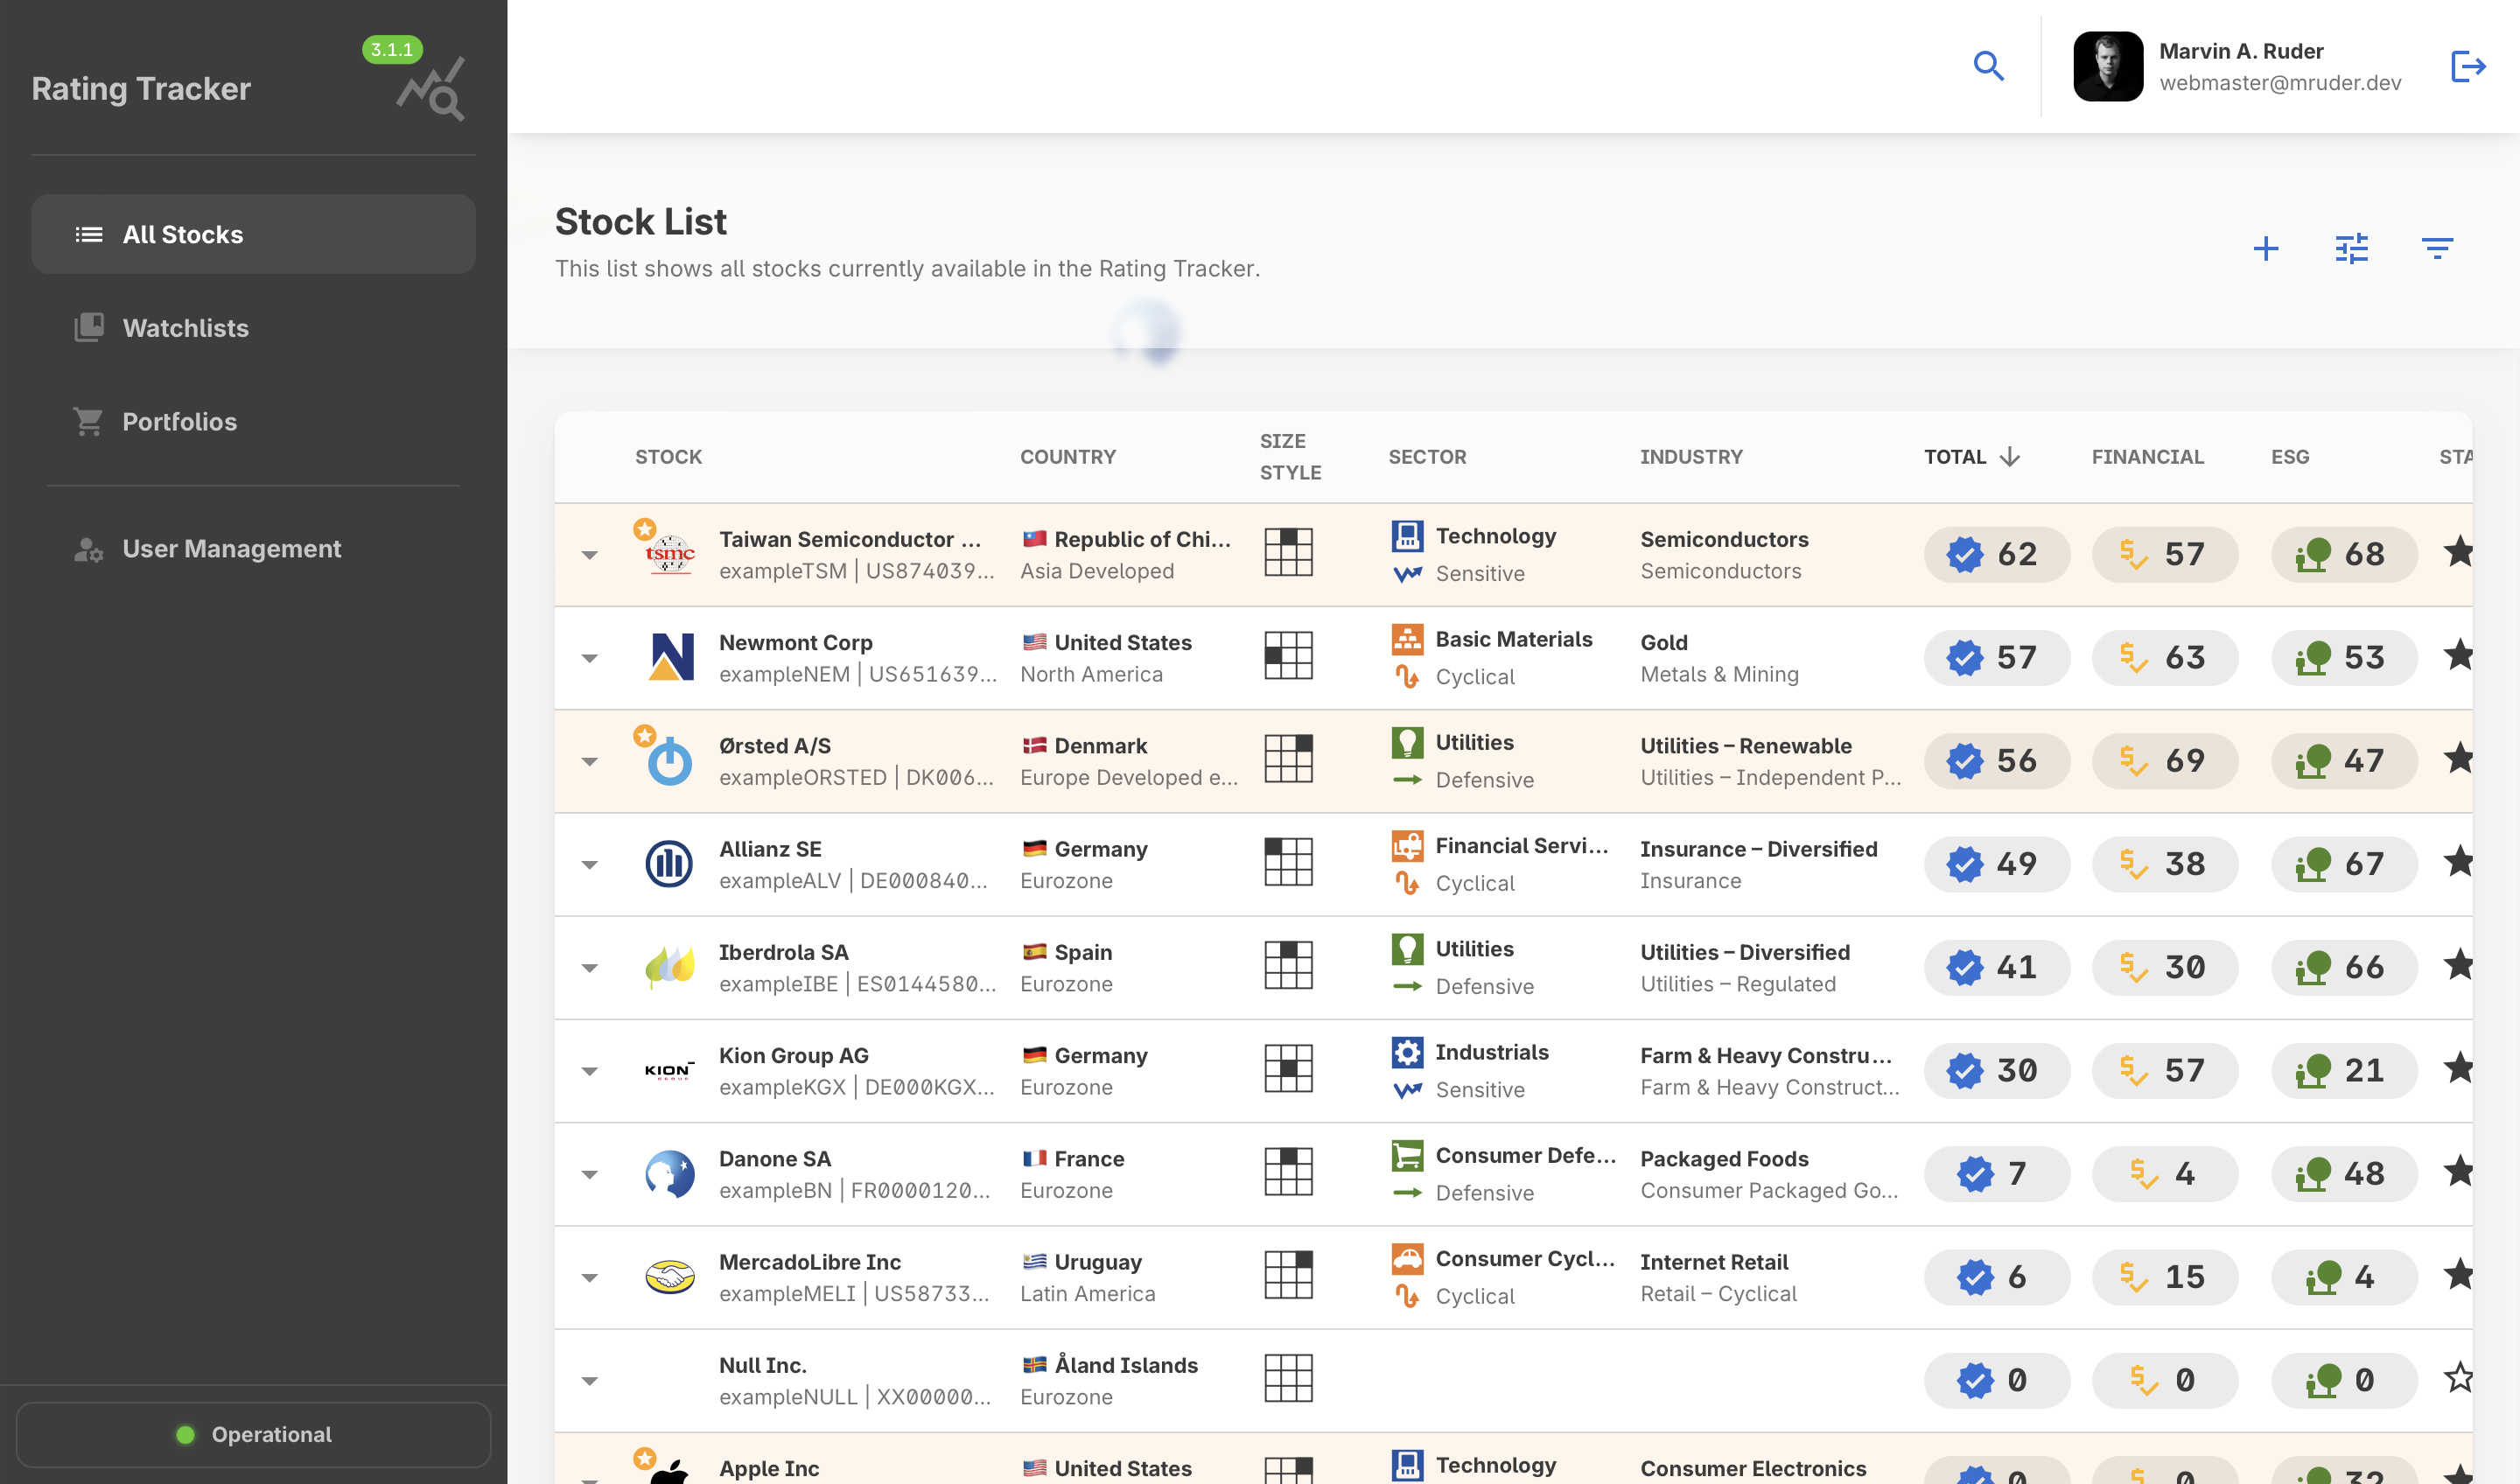 3.1.1
Rating Tracker
All Stocks
Watchlists
Portfolios
User Management
Operational
Marvin A. Ruder
webmaster@mruder.dev
Stock List
This list shows all stocks currently available in the Rating Tracker.
STOCK COUNTRY SIZE STYLE SECTOR INDUSTRY TOTAL FINANCIAL ESG STA
tsmc Taiwan Semiconductor ... Republic of Chi... Technology Semiconductors 62 57 68
exampleTSM | US874039... Asia Developed Sensitive Semiconductors
Newmont Corp United States Basic Materials Gold 57 63 53
exampleNEM | US651639... North America Cyclical Metals & Mining
Ørsted A/S Denmark Utilities Utilities – Renewable 56 69 47
exampleORSTED | DK006... Europe Developed e... Defensive Utilities – Independent P...
Allianz SE Germany Financial Servi... Insurance – Diversified 49 38 67
exampleALV | DE000840... Eurozone Cyclical Insurance
Iberdrola SA Spain Utilities Utilities – Diversified 41 30 66
exampleIBE | ES0144580... Eurozone Defensive Utilities – Regulated
KION GROUP Kion Group AG Germany Industrials Farm & Heavy Constru... 30 57 21
exampleKGX | DE000KGX... Eurozone Sensitive Farm & Heavy Construct...
Danone SA France Consumer Defe... Packaged Foods 7 4 48
exampleBN | FR0000120... Eurozone Defensive Consumer Packaged Go...
MercadoLibre Inc Uruguay Consumer Cycl... Internet Retail 6 15 4
exampleMELI | US58733... Latin America Cyclical Retail – Cyclical
Null Inc. Åland Islands 0 0 0
exampleNULL | XX00000... Eurozone
Apple Inc United States Technology Consumer Electronics 0 0 32